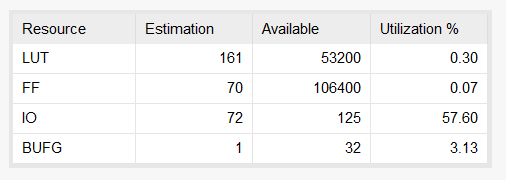 Resource Estimation Available Utilization %
LUT 161 53200 0.30
FF 70 106400 0.07
IO 72 125 57.60
BUFG 1 32 3.13